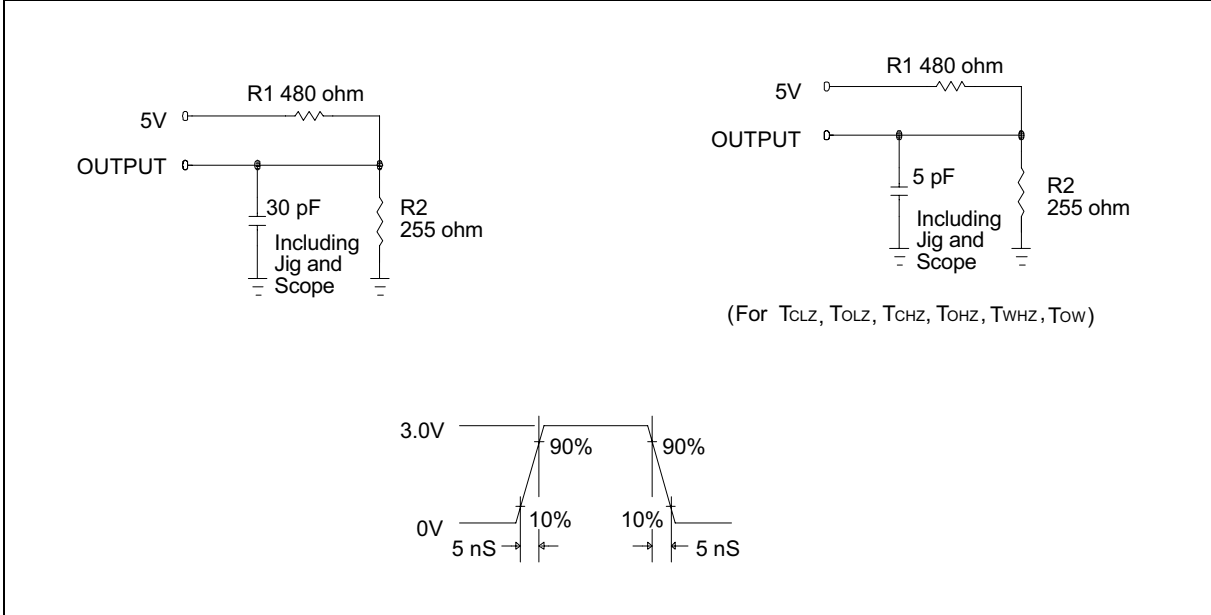 R1 480 ohm
5V
OUTPUT
30 pF
Including
Jig and
Scope
R2
255 ohm
R1 480 ohm
5V
OUTPUT
5 pF
Including
Jig and
Scope
R2
255 ohm
(For TCLZ, TOLZ, TCHZ, TOHZ, TWHZ, TOW)
3.0V
90%
90%
0V
10%
10%
5 nS
5 nS